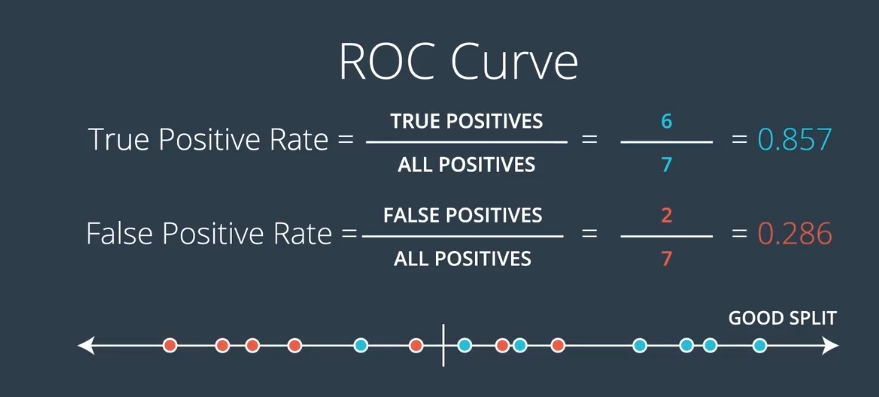 ROC Curve
True Positive Rate = TRUE POSITIVES / ALL POSITIVES = 6 / 7 = 0.857
False Positive Rate = FALSE POSITIVES / ALL POSITIVES = 2 / 7 = 0.286
GOOD SPLIT